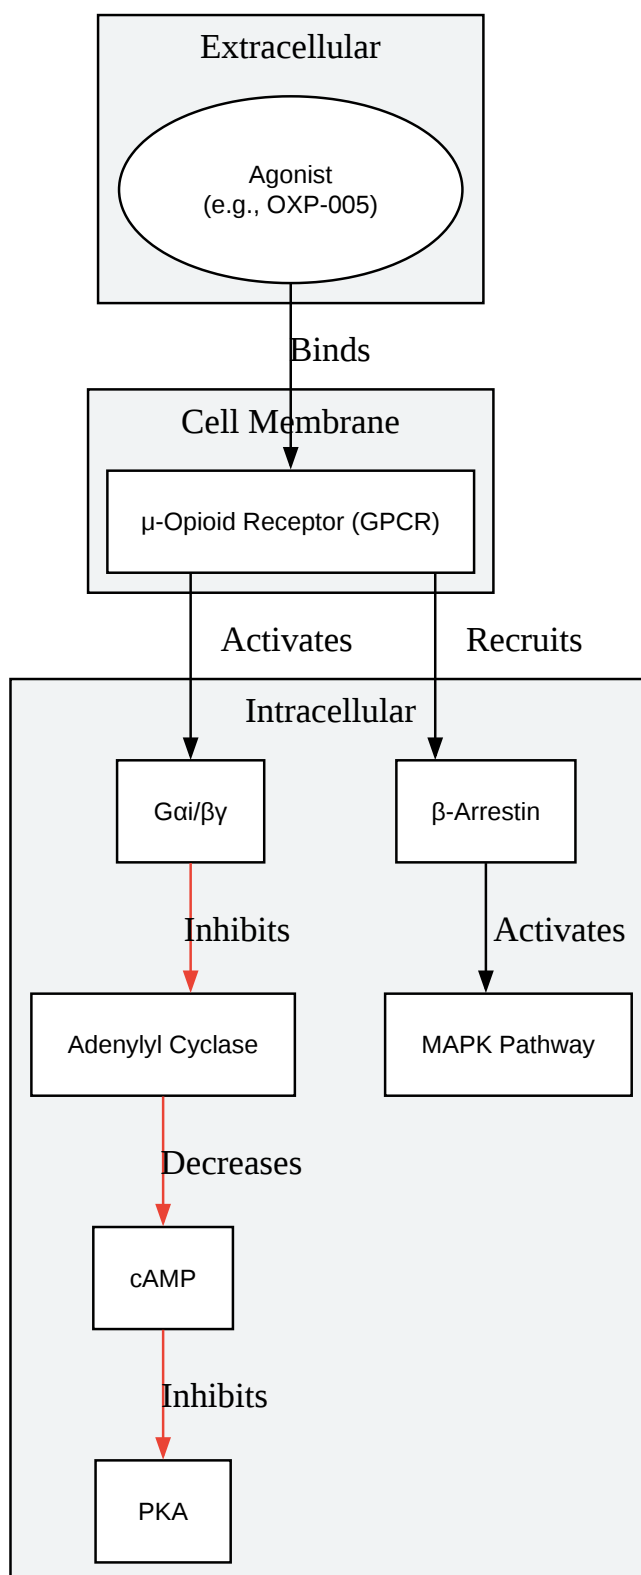 Extracellular
Agonist
(e.g., OXP-005)
Binds
Cell Membrane
μ-Opioid Receptor (GPCR)
Activates
Recruits
Intracellular
Gαi/βγ
β-Arrestin
Inhibits
Activates
Adenylyl Cyclase
MAPK Pathway
Decreases
cAMP
Inhibits
PKA